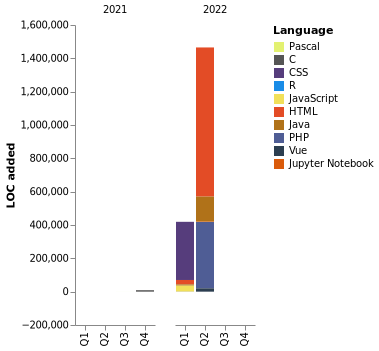 2021
2022
LOC added
1,600,000
1,400,000
1,200,000
1,000,000
800,000
600,000
400,000
200,000
0
−200,000
Q1
Q2
Q3
Q4
Q1
Q2
Q3
Q4
Language
Pascal
C
CSS
R
JavaScript
HTML
Java
PHP
Vue
Jupyter Notebook